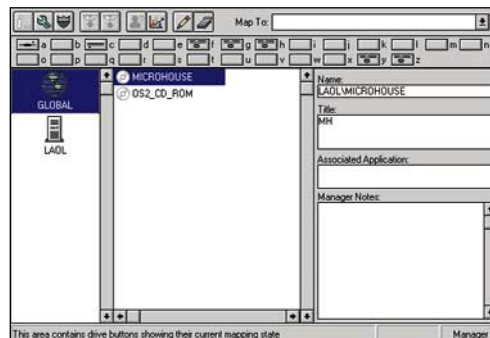 Map To:
a b c d e f g h i j k l m n
o p q r s t u v w x y z
GLOBAL
LAOL
MICROHOUSE
OS2_CD_ROM
Name:
LAOL\MICROHOUSE
Title:
MH
Associated Application:
Manager Notes:
This area contains drive buttons showing their current mapping state
Manager